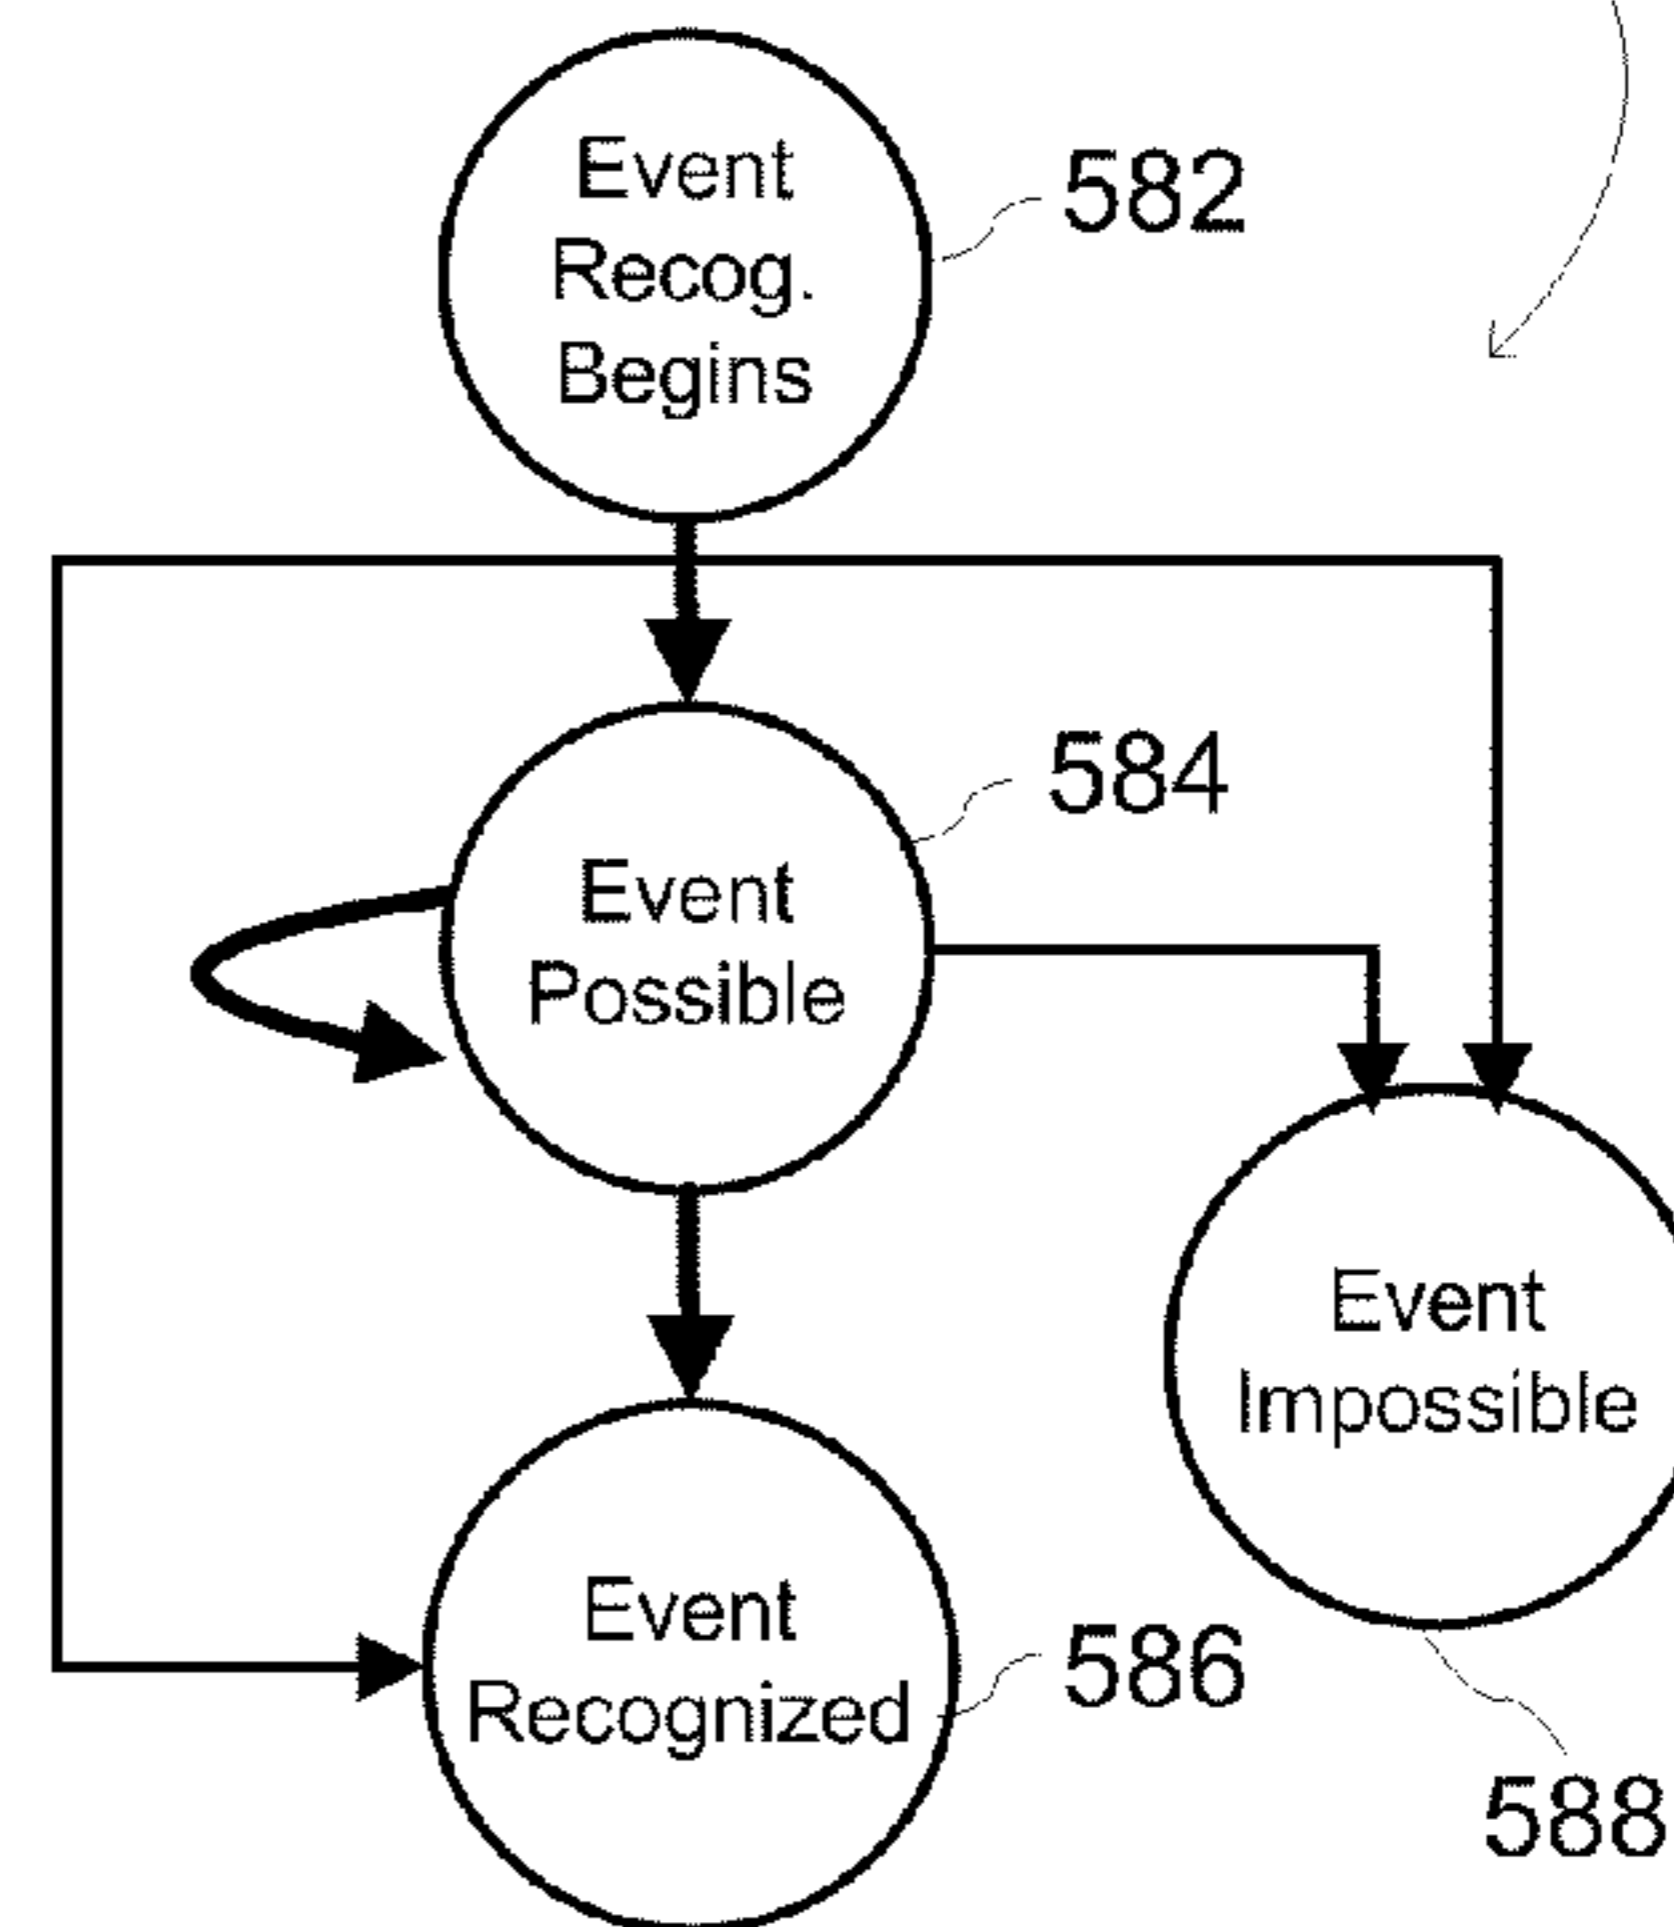 Event
Recog.
Begins
582
584
Event
Possible
Event
Impossible
Event
Recognized
586
588